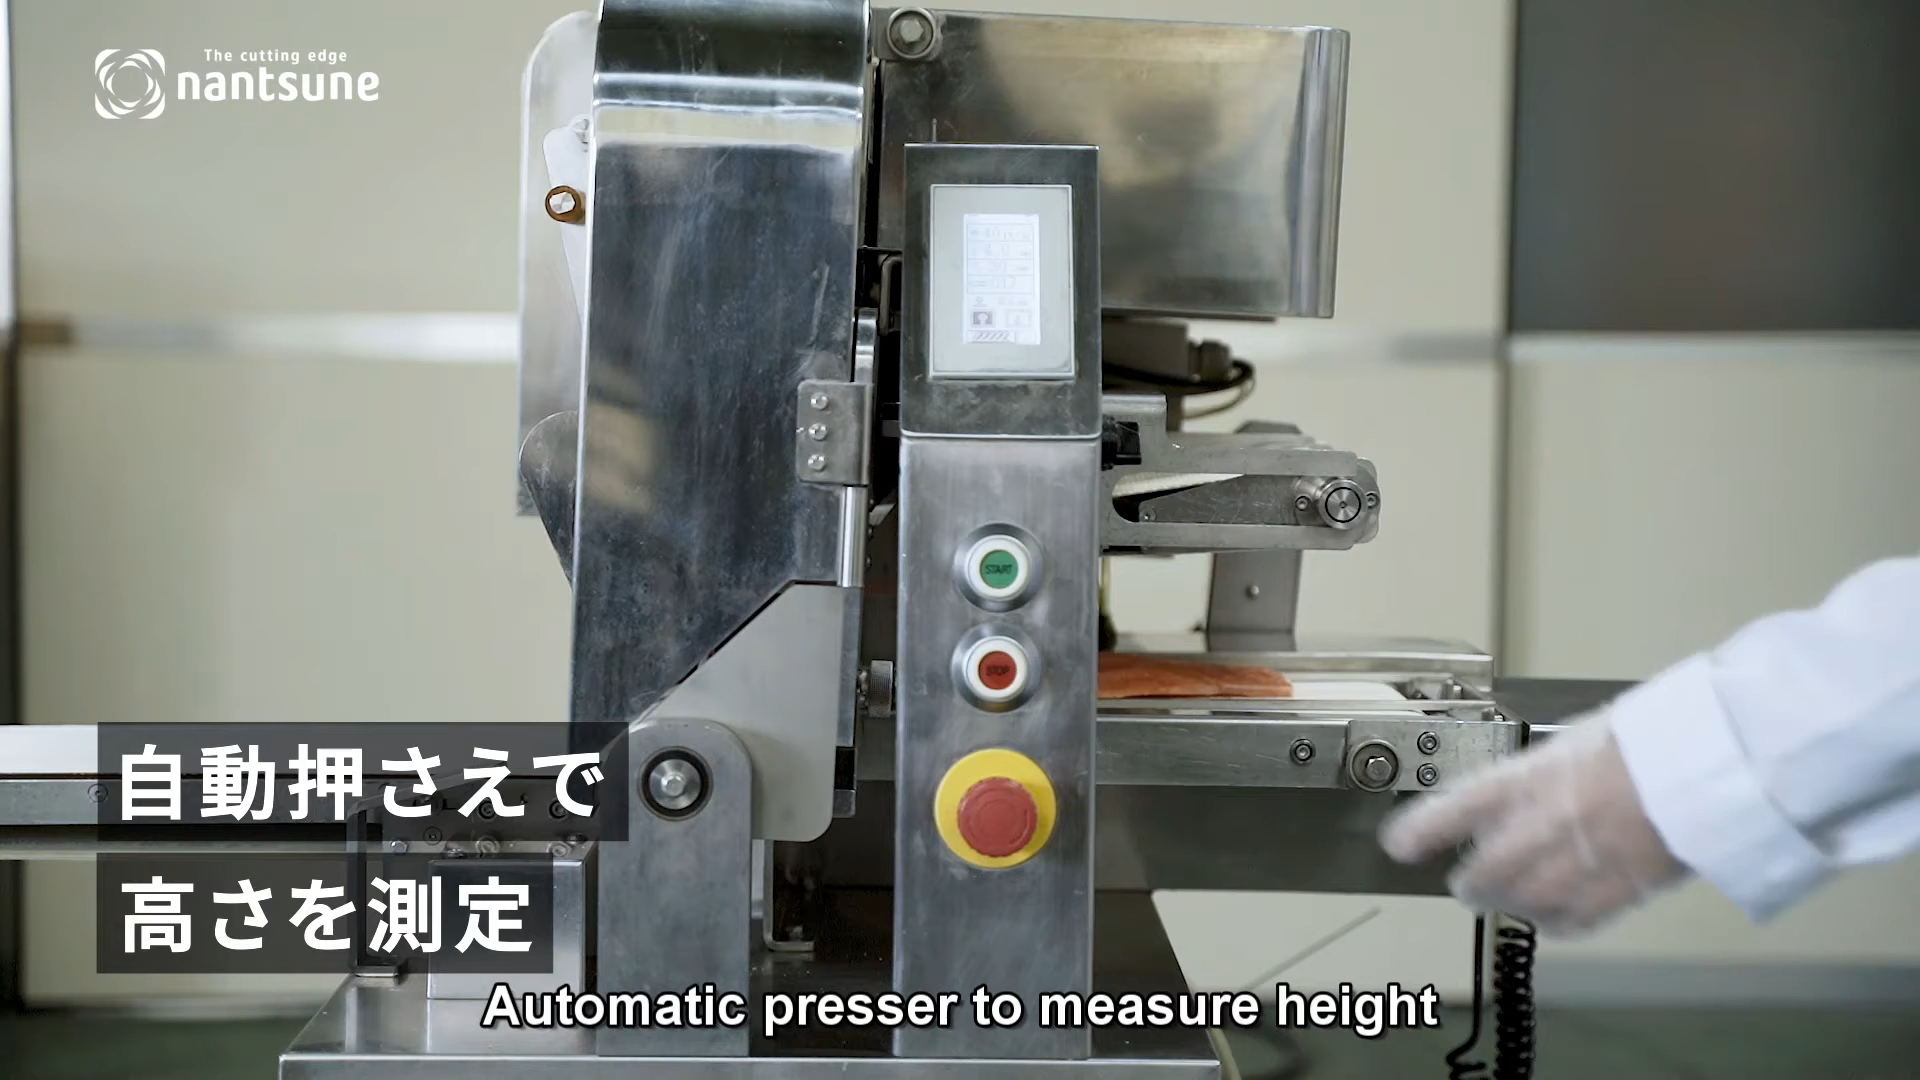 The cutting edge
nantsune
START
STOP
自動押さえで
高さを測定
Automatic presser to measure height